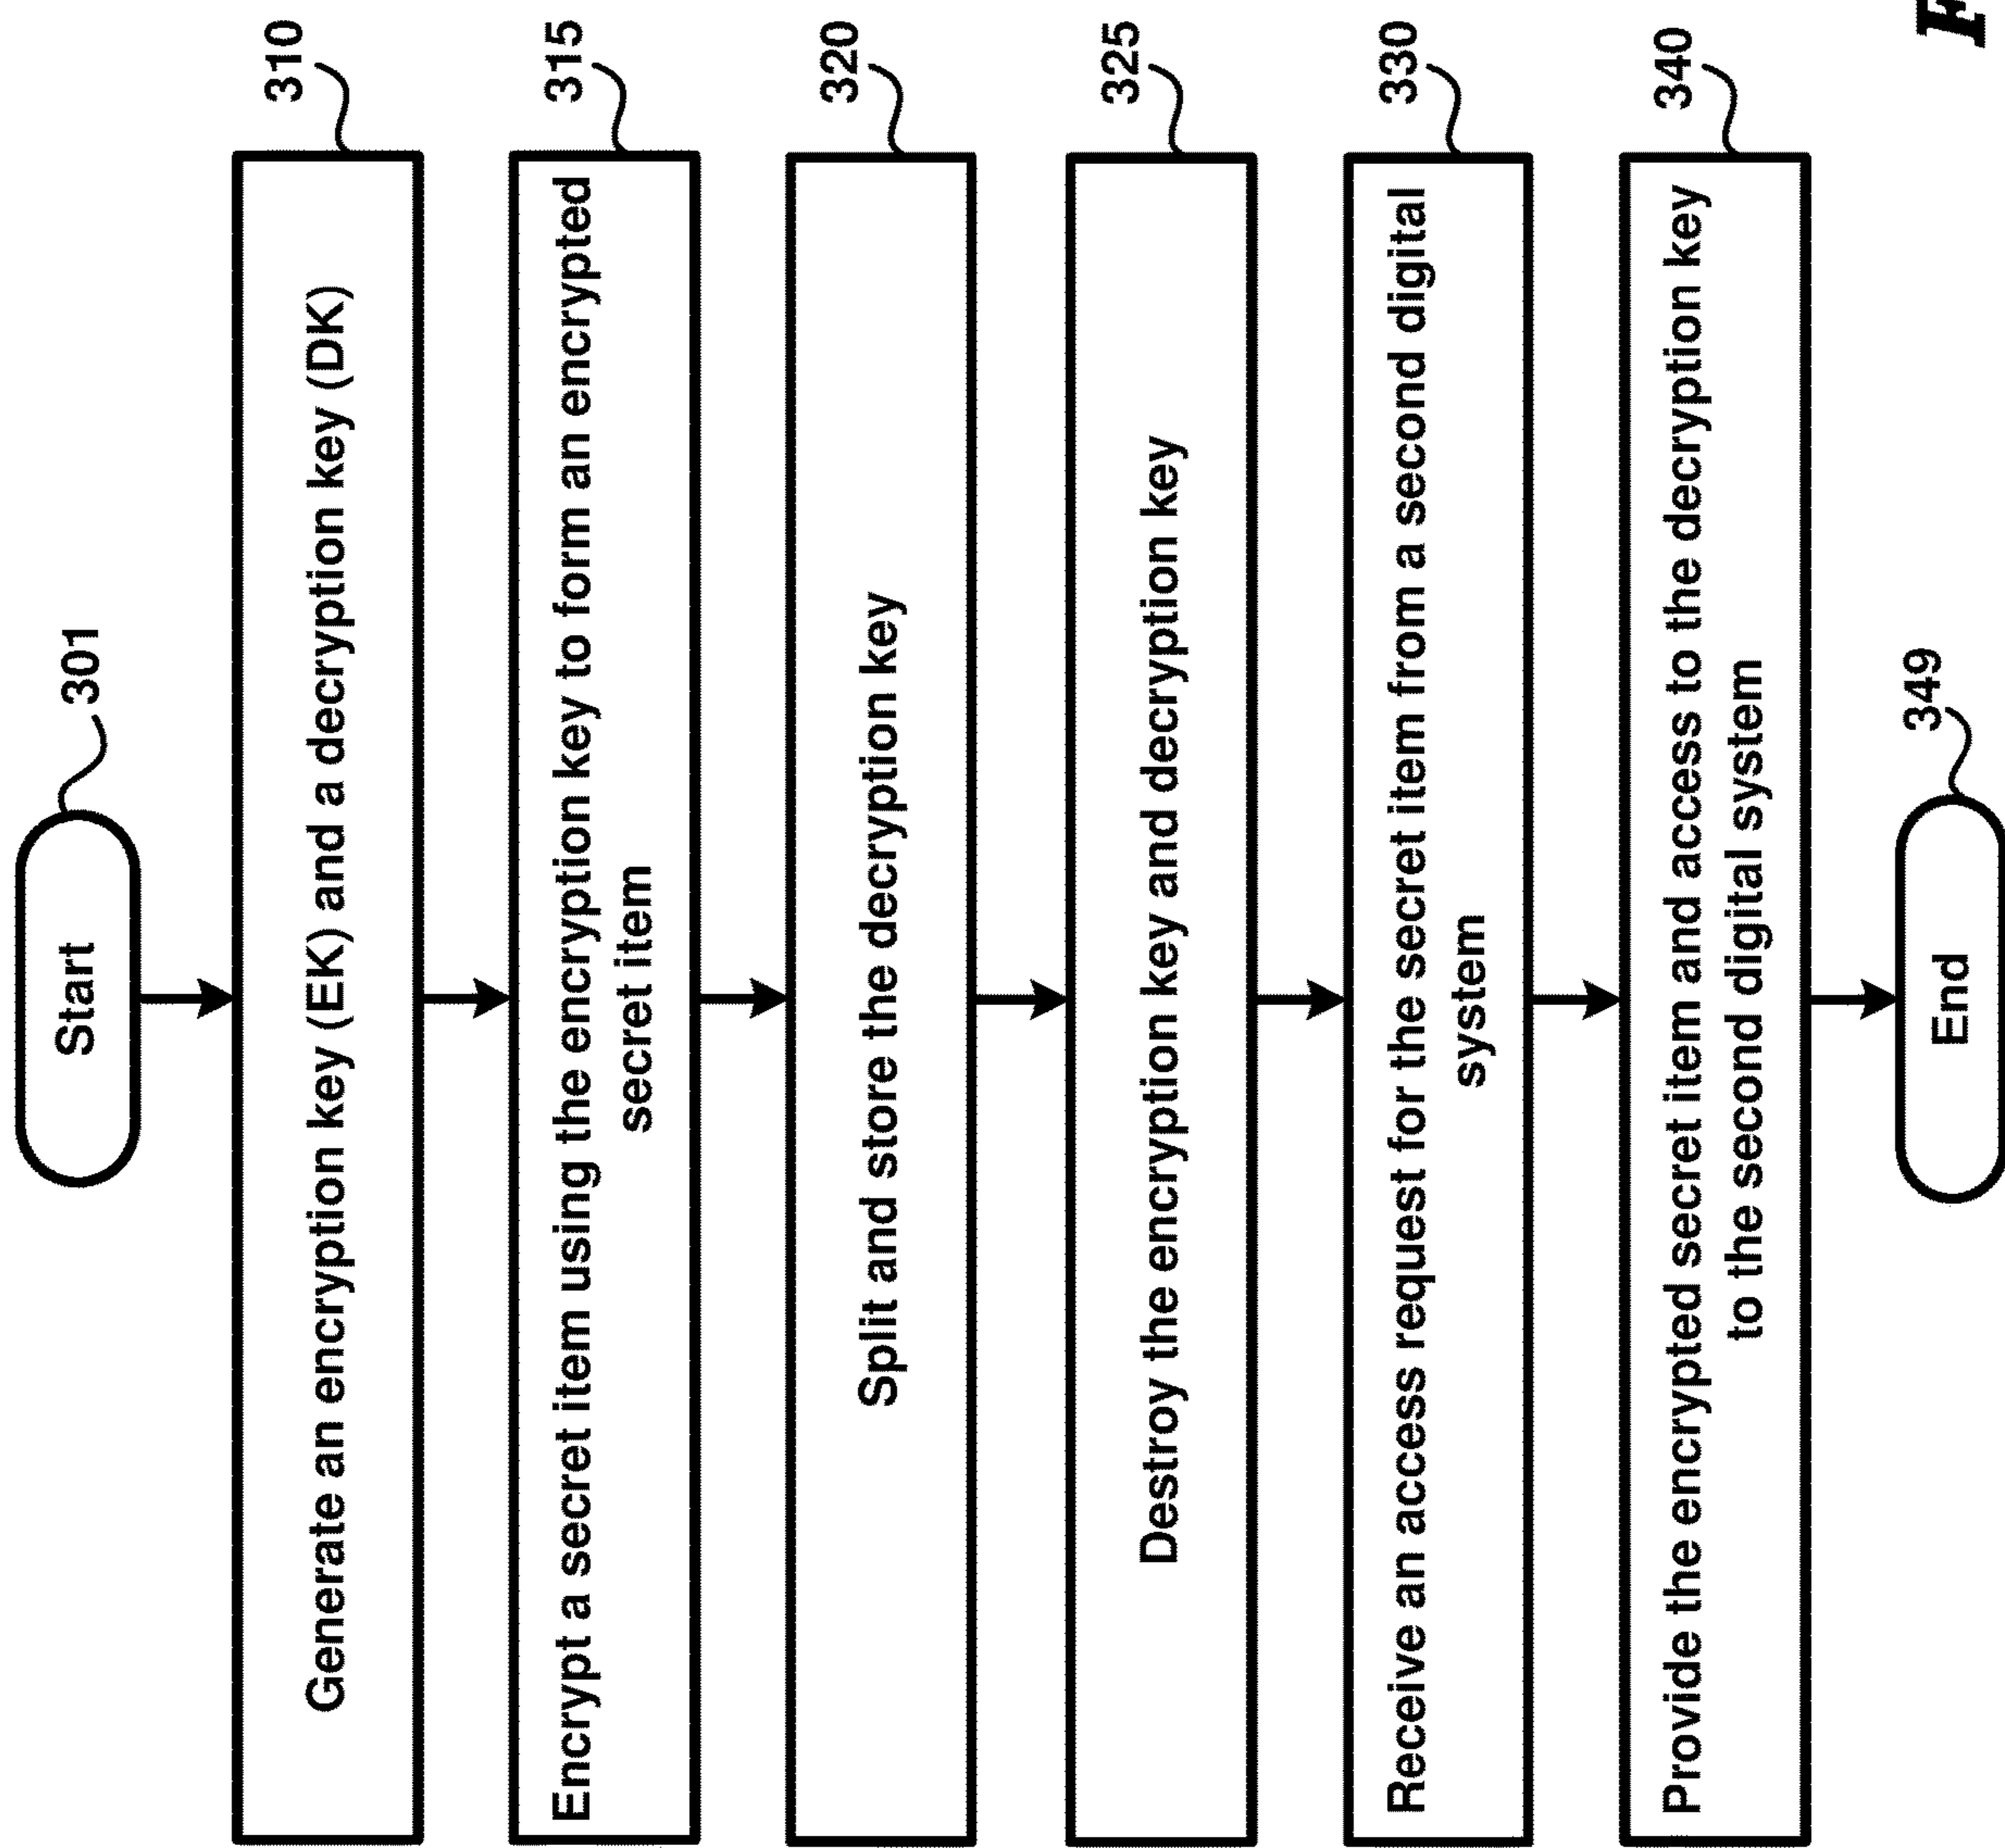 Start
301
Generate an encryption key (EK) and a decryption key (DK)
310
Encrypt a secret item using the encryption key to form an encrypted
secret item
315
Split and store the decryption key
320
Destroy the encryption key and decryption key
325
Receive an access request for the secret item from a second digital
system
330
Provide the encrypted secret item and access to the decryption key
to the second digital system
340
End
349